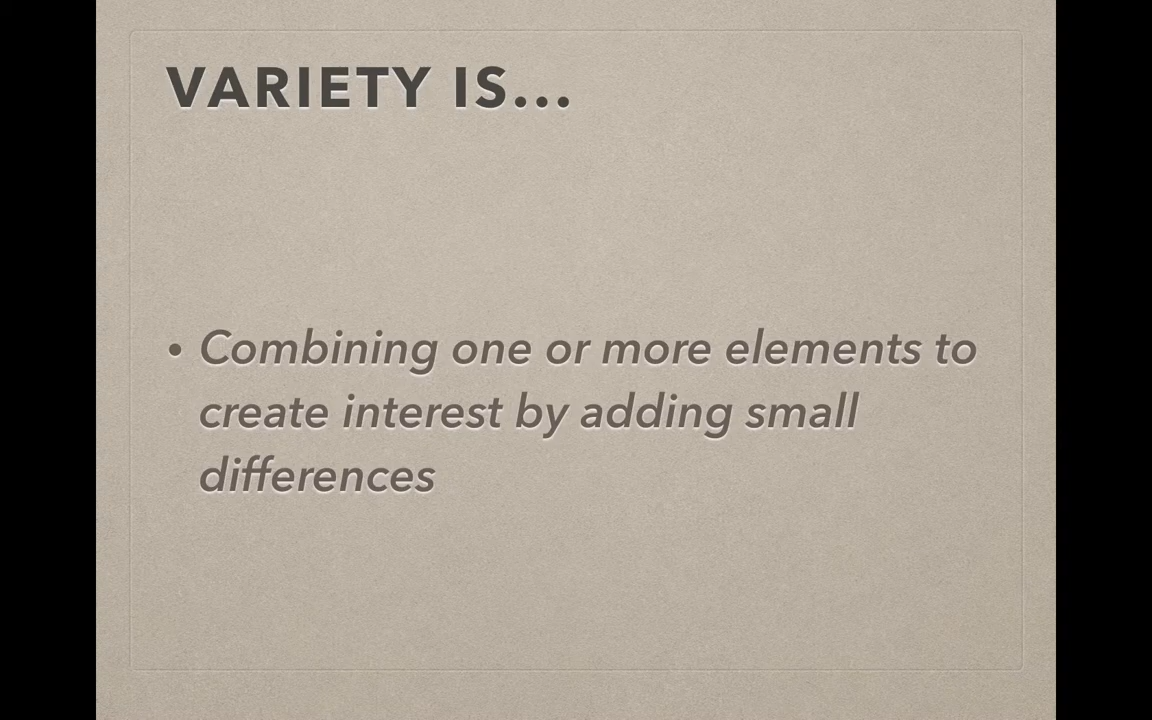 VARIETY IS...
• Combining one or more elements to
create interest by adding small
differences